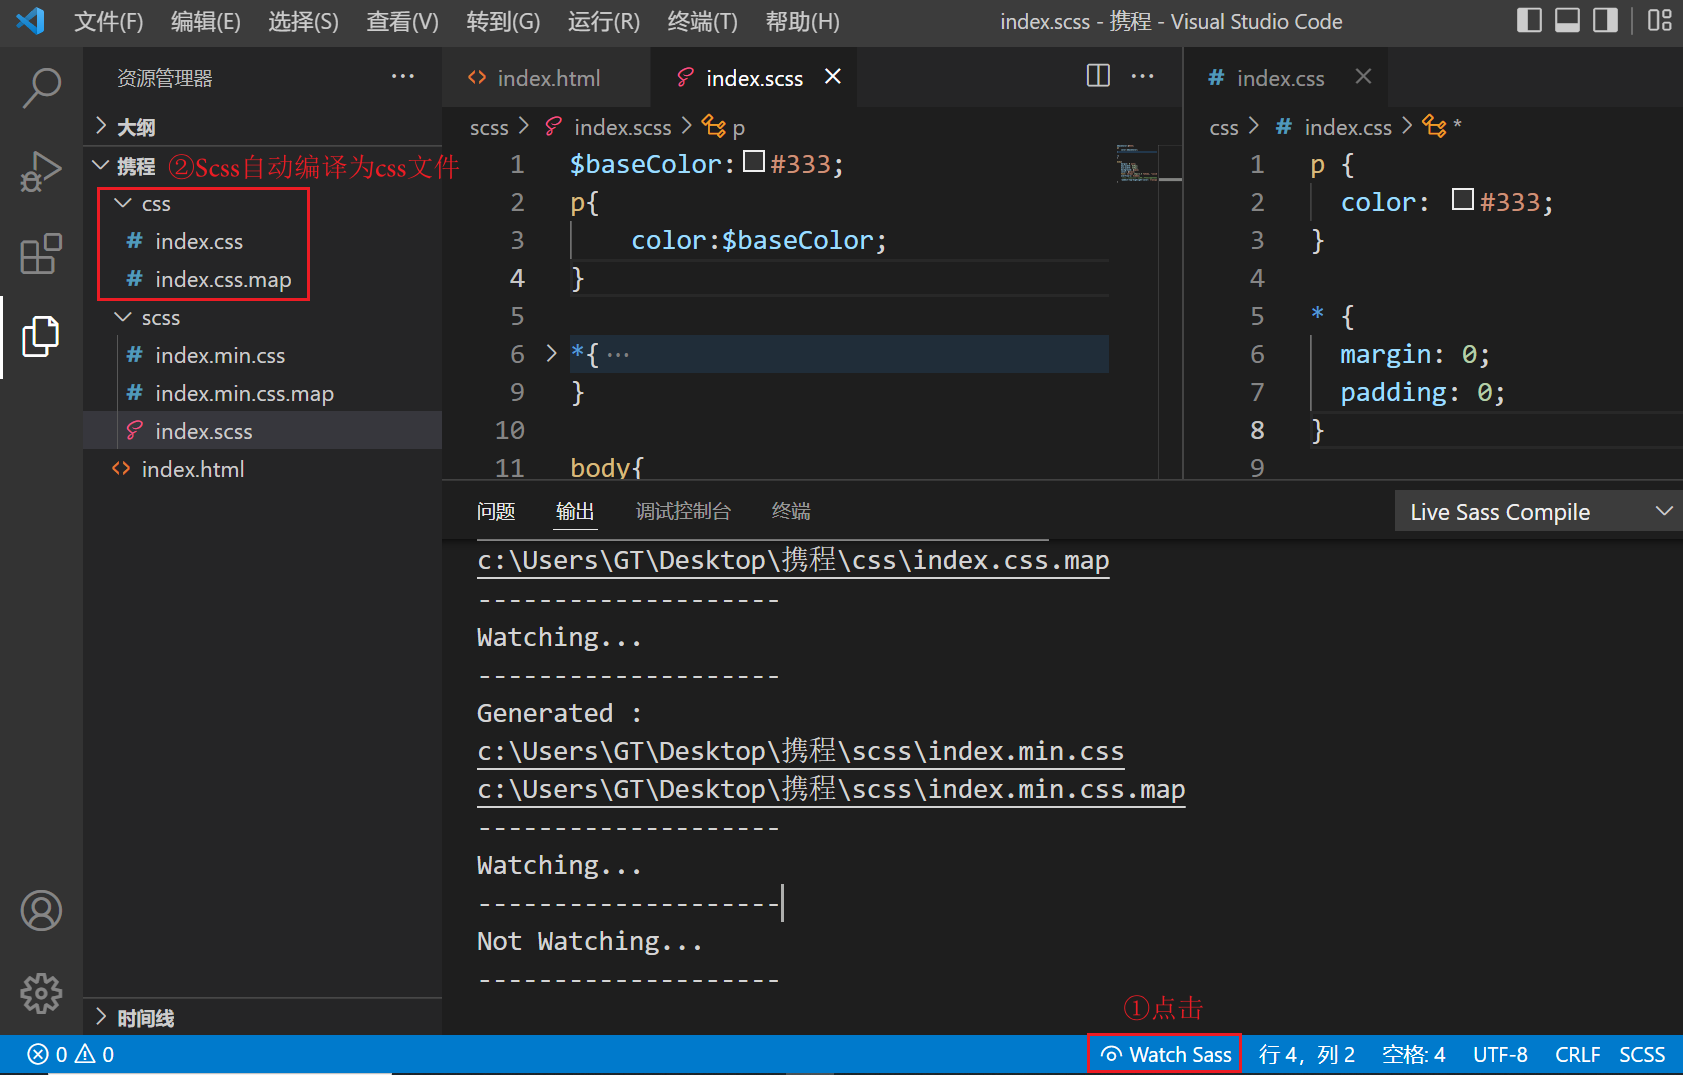 文件(F) 编辑(E) 选择(S) 查看(V) 转到(G) 运行(R) 终端(T) 帮助(H) index.scss - 携程 - Visual Studio Code
资源管理器 ···
大纲
携程 ②Scss自动编译为css文件
css
index.css
index.css.map
scss
index.min.css
index.min.css.map
index.scss
index.html
时间线
index.html index.scss
scss > index.scss > p
1 $baseColor:#333;
2 p{
3 color:$baseColor;
4 }
5
6 *{ ···
9 }
10
11 body{
index.css
css > index.css > *
1 p {
2 color: #333;
3 }
4
5 * {
6 margin: 0;
7 padding: 0;
8 }
9
问题 输出 调试控制台 终端 Live Sass Compile
c:\Users\GT\Desktop\携程\css\index.css.map
--------------------
Watching...
--------------------
Generated :
c:\Users\GT\Desktop\携程\scss\index.min.css
c:\Users\GT\Desktop\携程\scss\index.min.css.map
--------------------
Watching...
--------------------
Not Watching...
--------------------
①点击
0 0 Watch Sass 行 4，列 2 空格: 4 UTF-8 CRLF SCSS